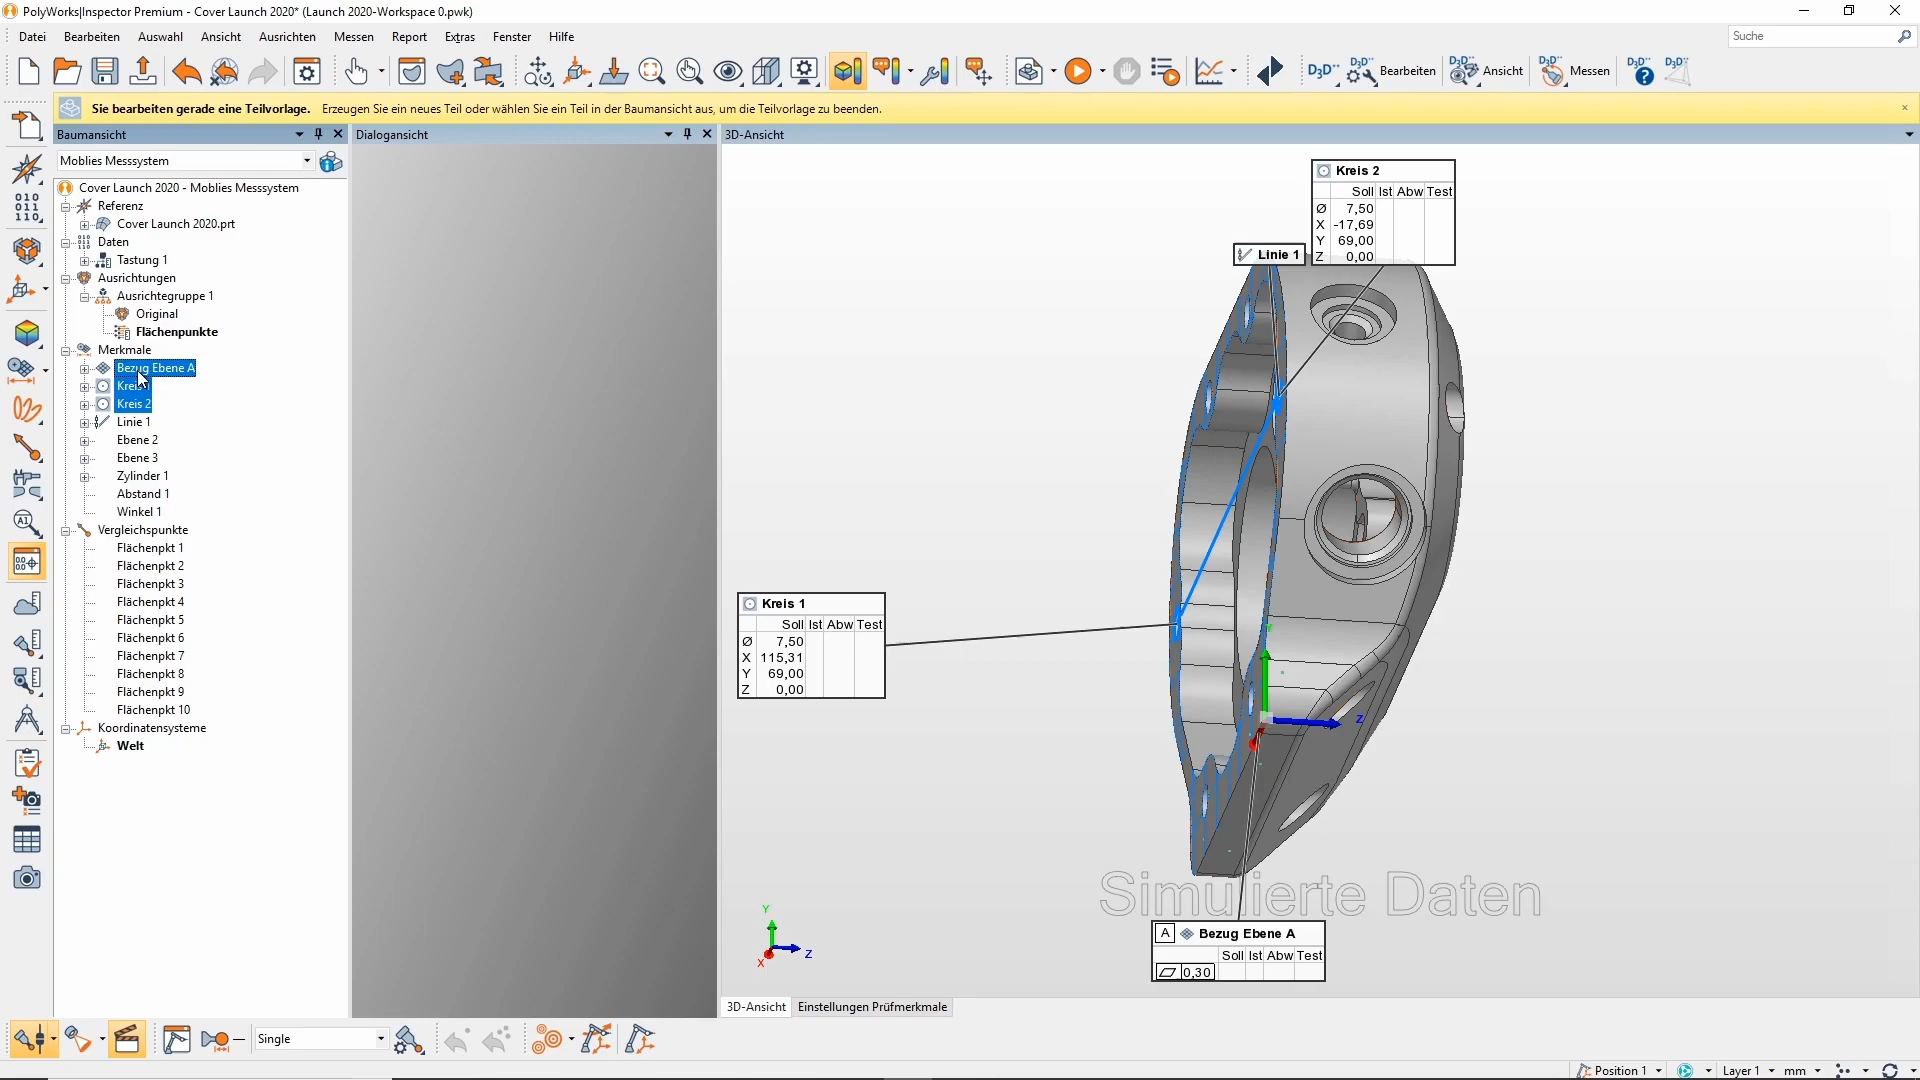 PolyWorks|Inspector Premium - Cover Launch 2020* (Launch 2020-Workspace 0.pwk)
Datei Bearbeiten Auswahl Ansicht Ausrichten Messen Report Extras Fenster Hilfe
Suche
D3D Bearbeiten D3D Ansicht D3D Messen D3D D3D
Sie bearbeiten gerade eine Teilvorlage. Erzeugen Sie ein neues Teil oder wählen Sie ein Teil in der Baumansicht aus, um die Teilvorlage zu beenden.
Baumansicht
Dialogansicht
3D-Ansicht
Moblies Messsystem
Cover Launch 2020 - Moblies Messsystem
Referenz
Cover Launch 2020.prt
Daten
Tastung 1
Ausrichtungen
Ausrichtegruppe 1
Original
Flächenpunkte
Merkmale
Bezug Ebene A
Kreis 1
Kreis 2
Linie 1
Ebene 2
Ebene 3
Zylinder 1
Abstand 1
Winkel 1
Vergleichspunkte
Flächenpkt 1
Flächenpkt 2
Flächenpkt 3
Flächenpkt 4
Flächenpkt 5
Flächenpkt 6
Flächenpkt 7
Flächenpkt 8
Flächenpkt 9
Flächenpkt 10
Koordinatensysteme
Welt
Kreis 2
Soll Ist Abw Test
Ø 7,50
X -17,69
Y 69,00
Z 0,00
Linie 1
Kreis 1
Soll Ist Abw Test
Ø 7,50
X 115,31
Y 69,00
Z 0,00
Y
Z
Simulierte Daten
Y
Z
X
A Bezug Ebene A
Soll Ist Abw Test
0,30
3D-Ansicht Einstellungen Prüfmerkmale
Single
Position 1 Layer 1 mm